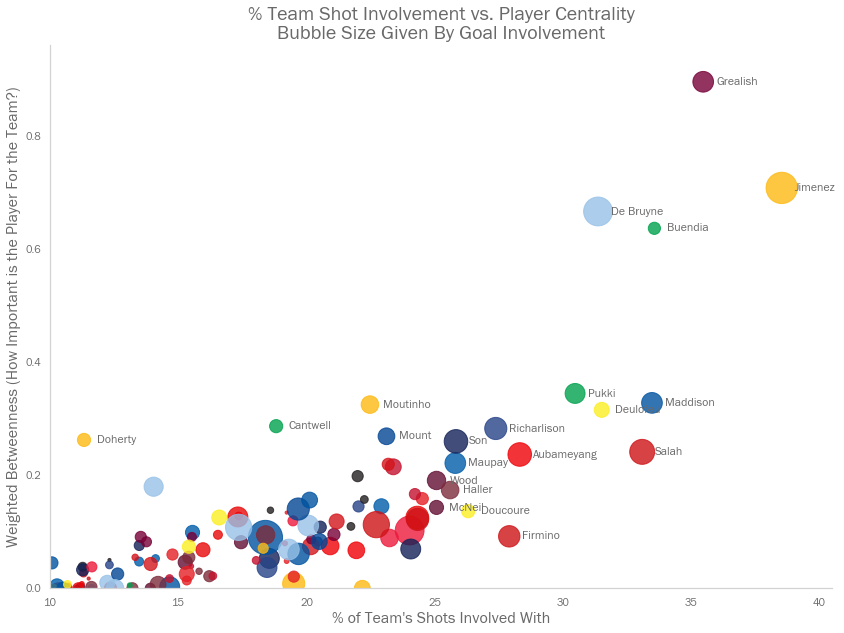 % Team Shot Involvement vs. Player Centrality
Bubble Size Given By Goal Involvement
Weighted Betweenness (How Important is the Player For the Team?)
0.8
0.6
0.4
0.2
0.0
Grealish
Jimenez
De Bruyne
Buendia
Pukki
Maddison
Deulofeu
Moutinho
Cantwell
Richarlison
Doherty
Mount
Son
Aubameyang
Salah
Maupay
Wood
Haller
McNeil
Doucoure
Firmino
10
15
20
25
30
35
40
% of Team's Shots Involved With